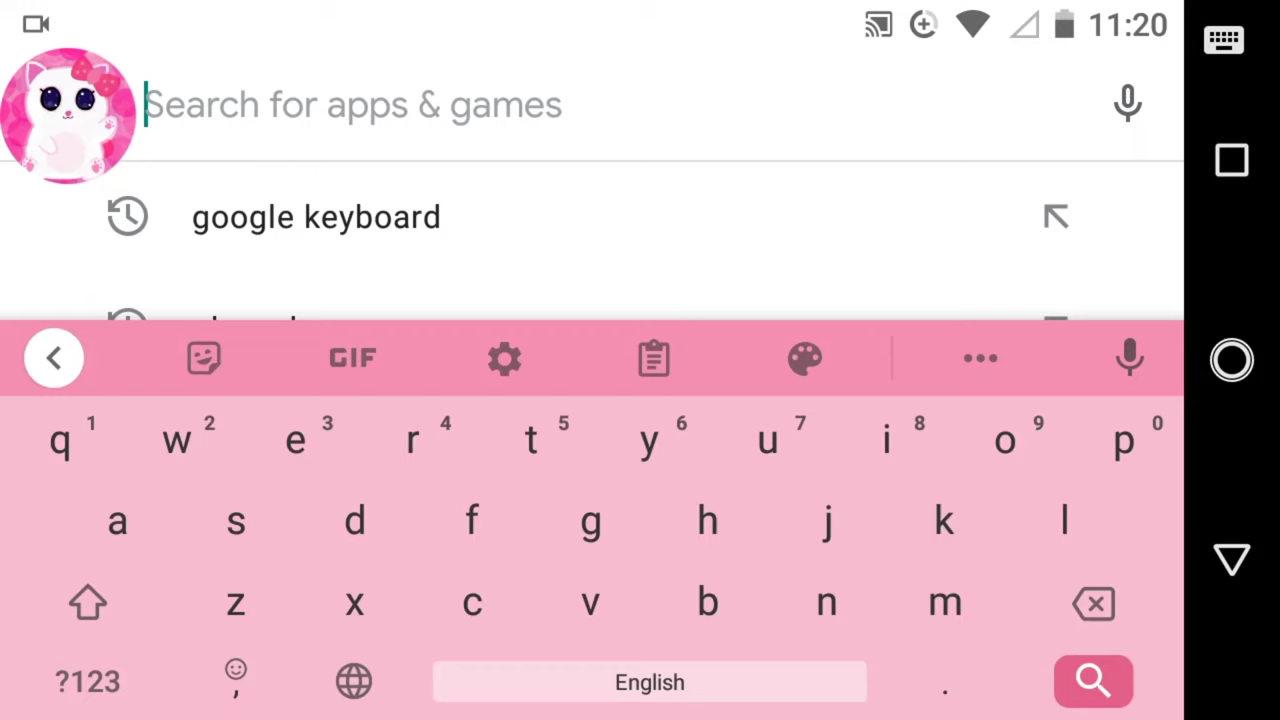 11:20
Search for apps & games
google keyboard
GIF
q 1 w 2 e 3 r 4 t 5 y 6 u 7 i 8 o 9 p 0
a s d f g h j k l
z x c v b n m
?123 , English .